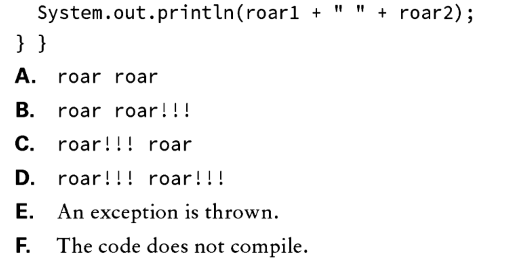 System.out.println(roar1 + " " + roar2);
} }
A. roar roar
B. roar roar!!!
C. roar!!! roar
D. roar!!! roar!!!
E. An exception is thrown.
F. The code does not compile.